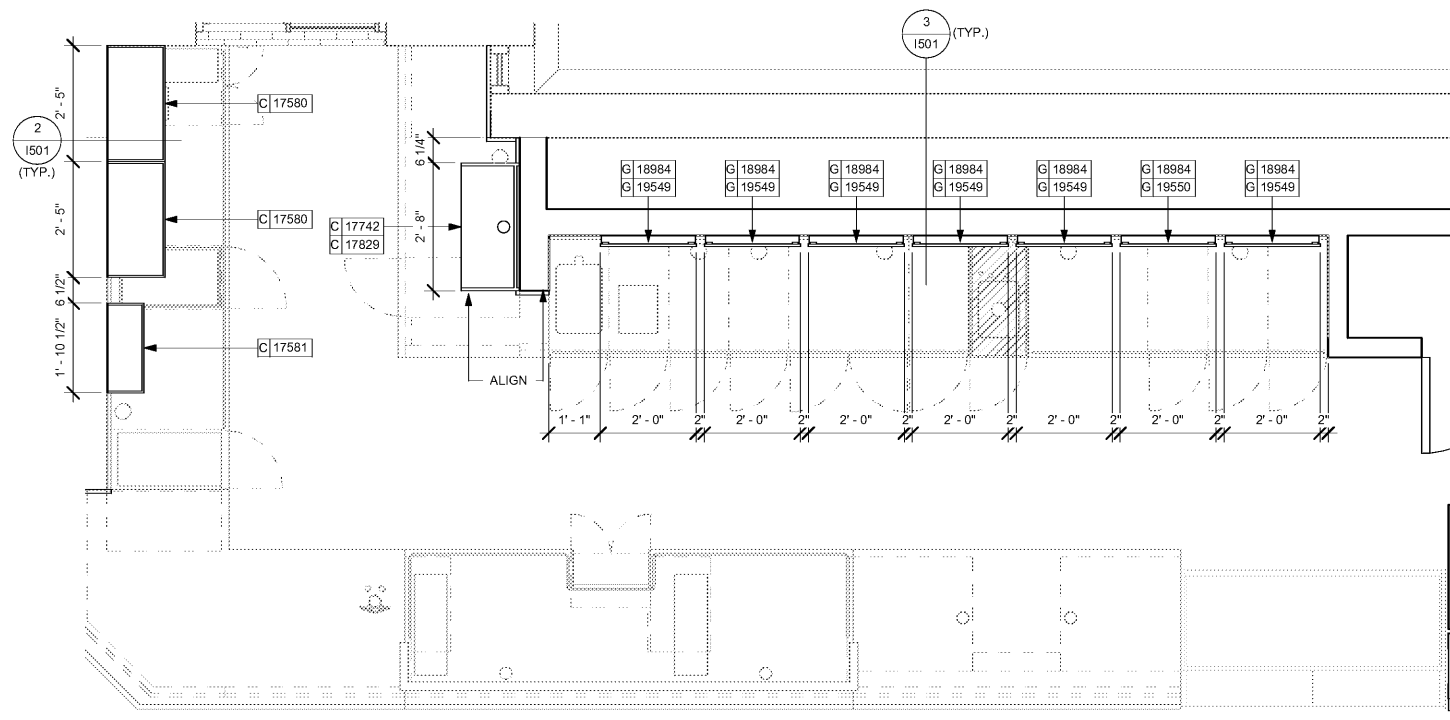 3
I501
(TYP.)
2' - 5"
C 17580
2
I501
(TYP.)
6 1/4"
G 18984
G 19549
G 18984
G 19549
G 18984
G 19549
G 18984
G 19549
G 18984
G 19549
G 18984
G 19550
G 18984
G 19549
2' - 5"
C 17580
C 17742
C 17829
2' - 8"
6 1/2"
1' - 10 1/2"
C 17581
ALIGN
1' - 1"
2' - 0"
2"
2' - 0"
2"
2' - 0"
2"
2' - 0"
2"
2' - 0"
2"
2' - 0"
2"
2' - 0"
2"